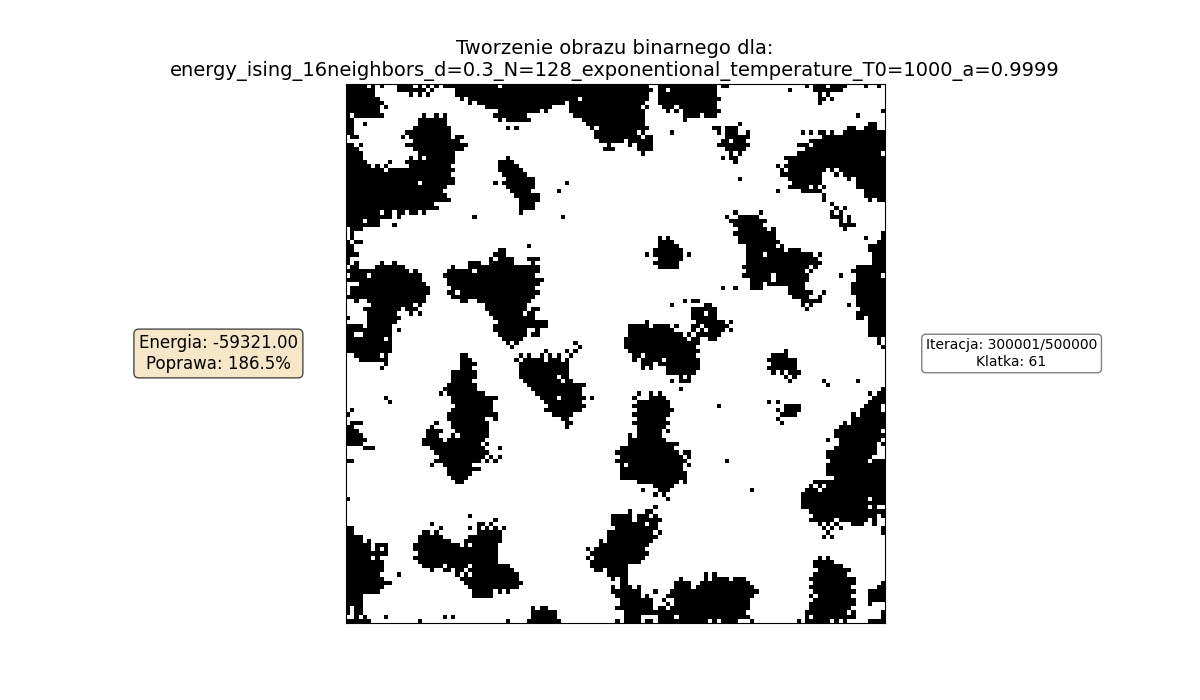 Tworzenie obrazu binarnego dla:
energy_ising_16neighbors_d=0.3_N=128_exponentional_temperature_T0=1000_a=0.9999
Energia: -59321.00
Poprawa: 186.5%
Iteracja: 300001/500000
Klatka: 61